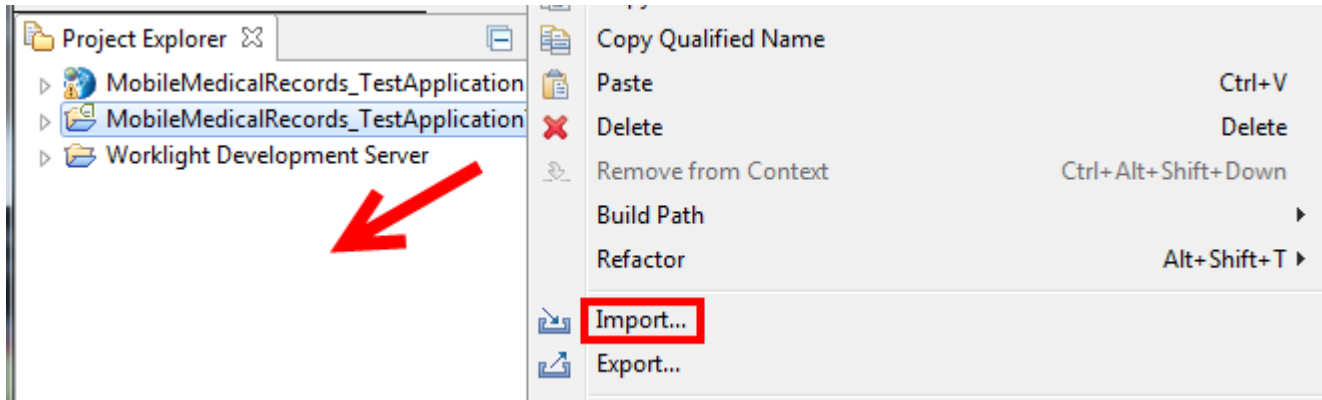 Project Explorer
MobileMedicalRecords_TestApplication
MobileMedicalRecords_TestApplication
Worklight Development Server
Copy Qualified Name
Paste Ctrl+V
Delete Delete
Remove from Context Ctrl+Alt+Shift+Down
Build Path
Refactor Alt+Shift+T
Import...
Export...